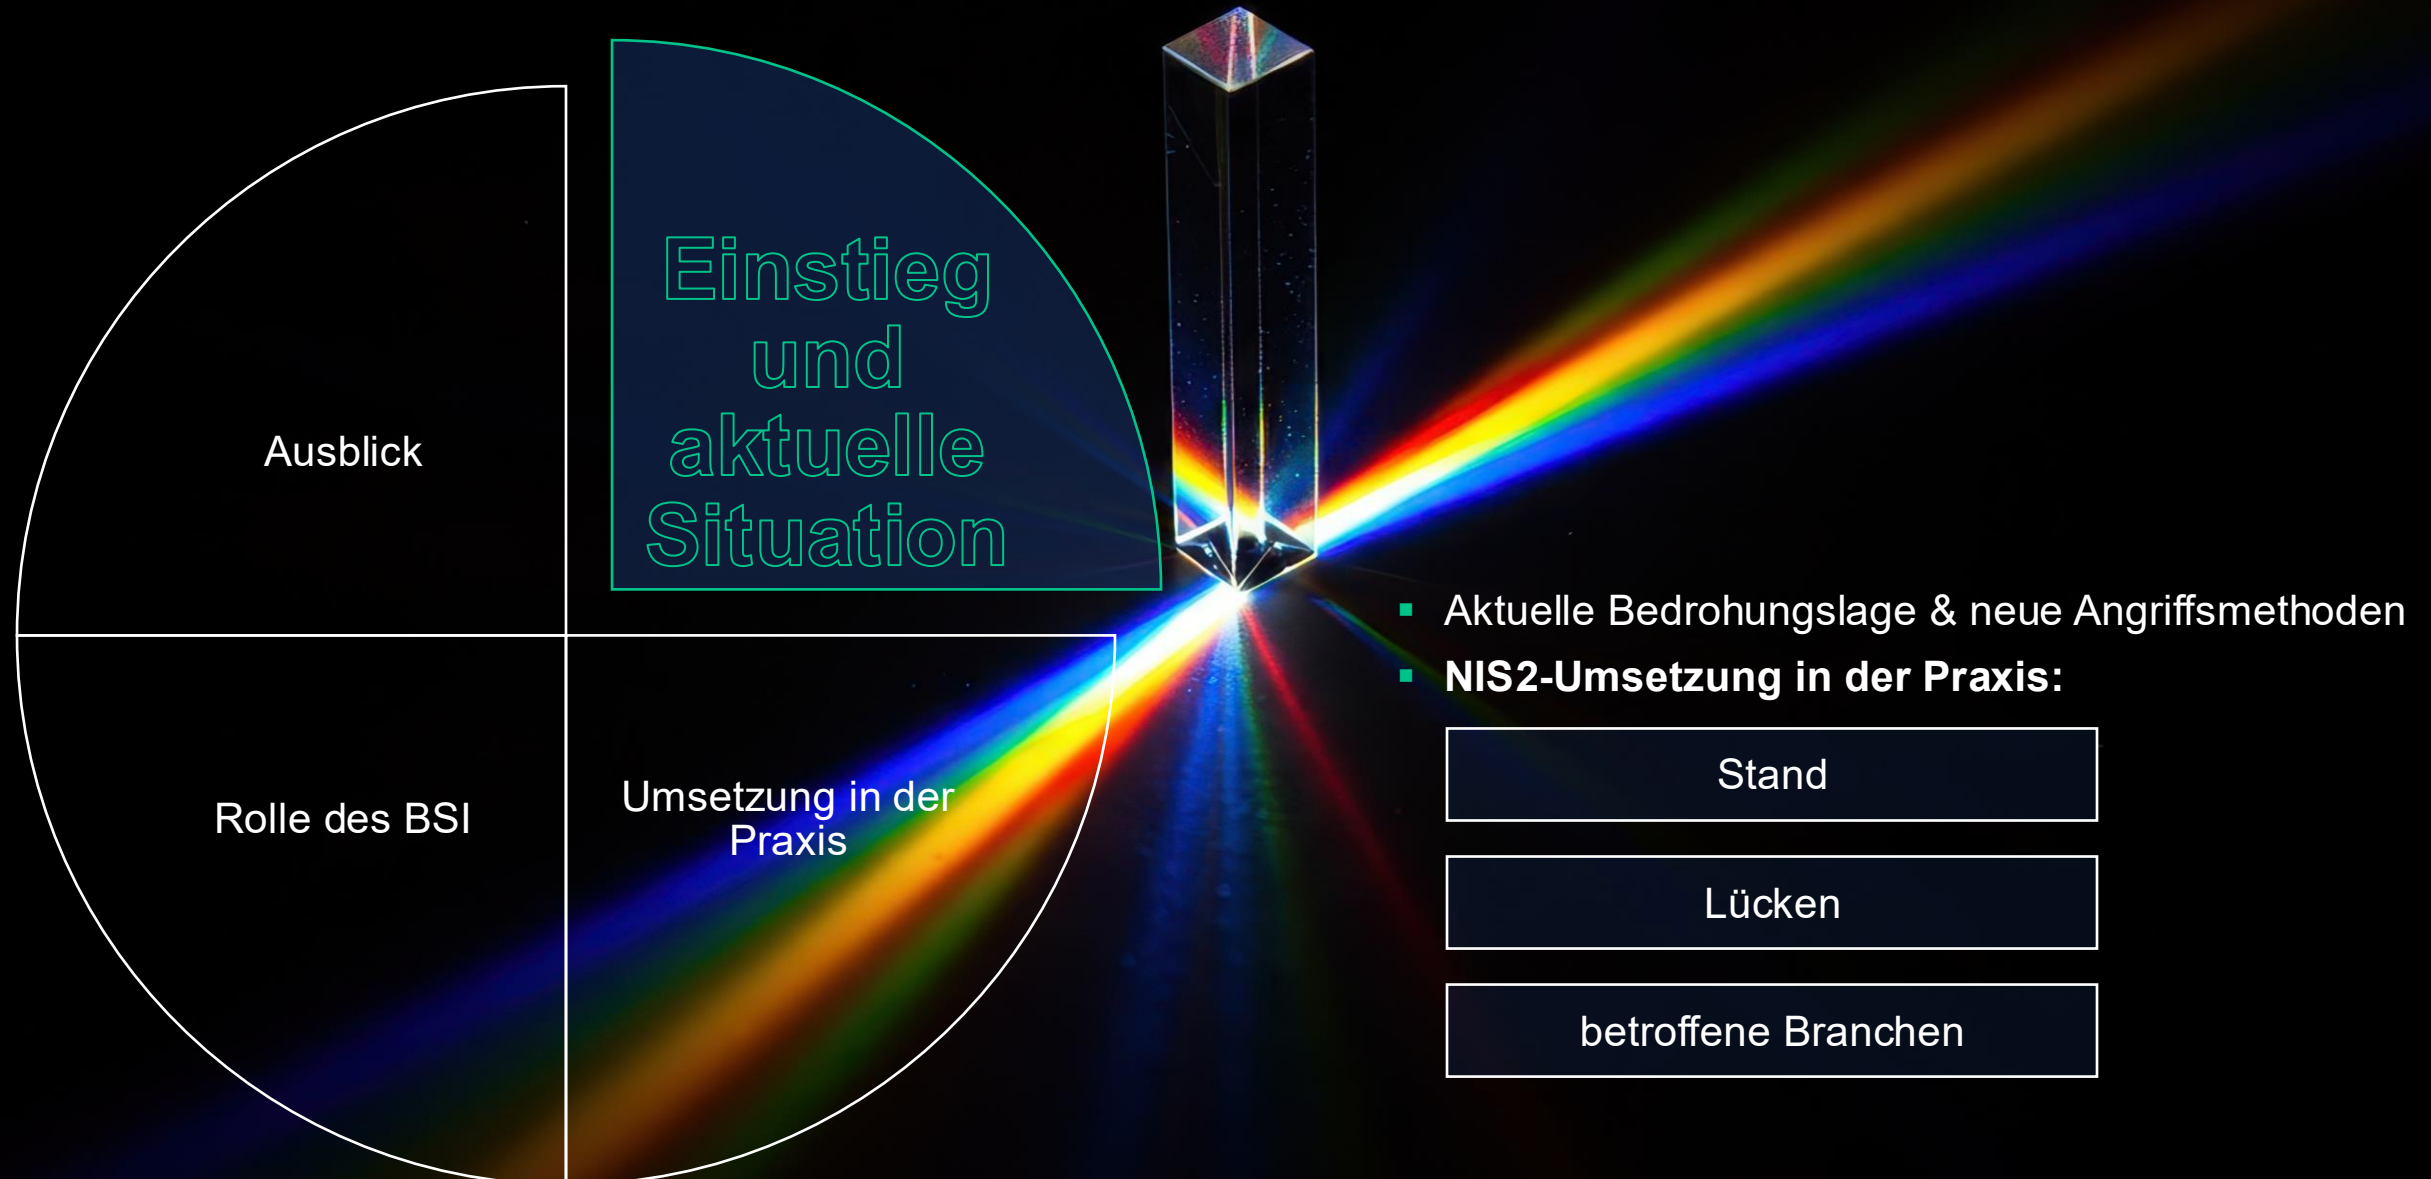 Einstieg
und
aktuelle
Situation
Ausblick
Rolle des BSI
Umsetzung in der
Praxis
Aktuelle Bedrohungslage & neue Angriffsmethoden
NIS2-Umsetzung in der Praxis:
Stand
Lücken
betroffene Branchen